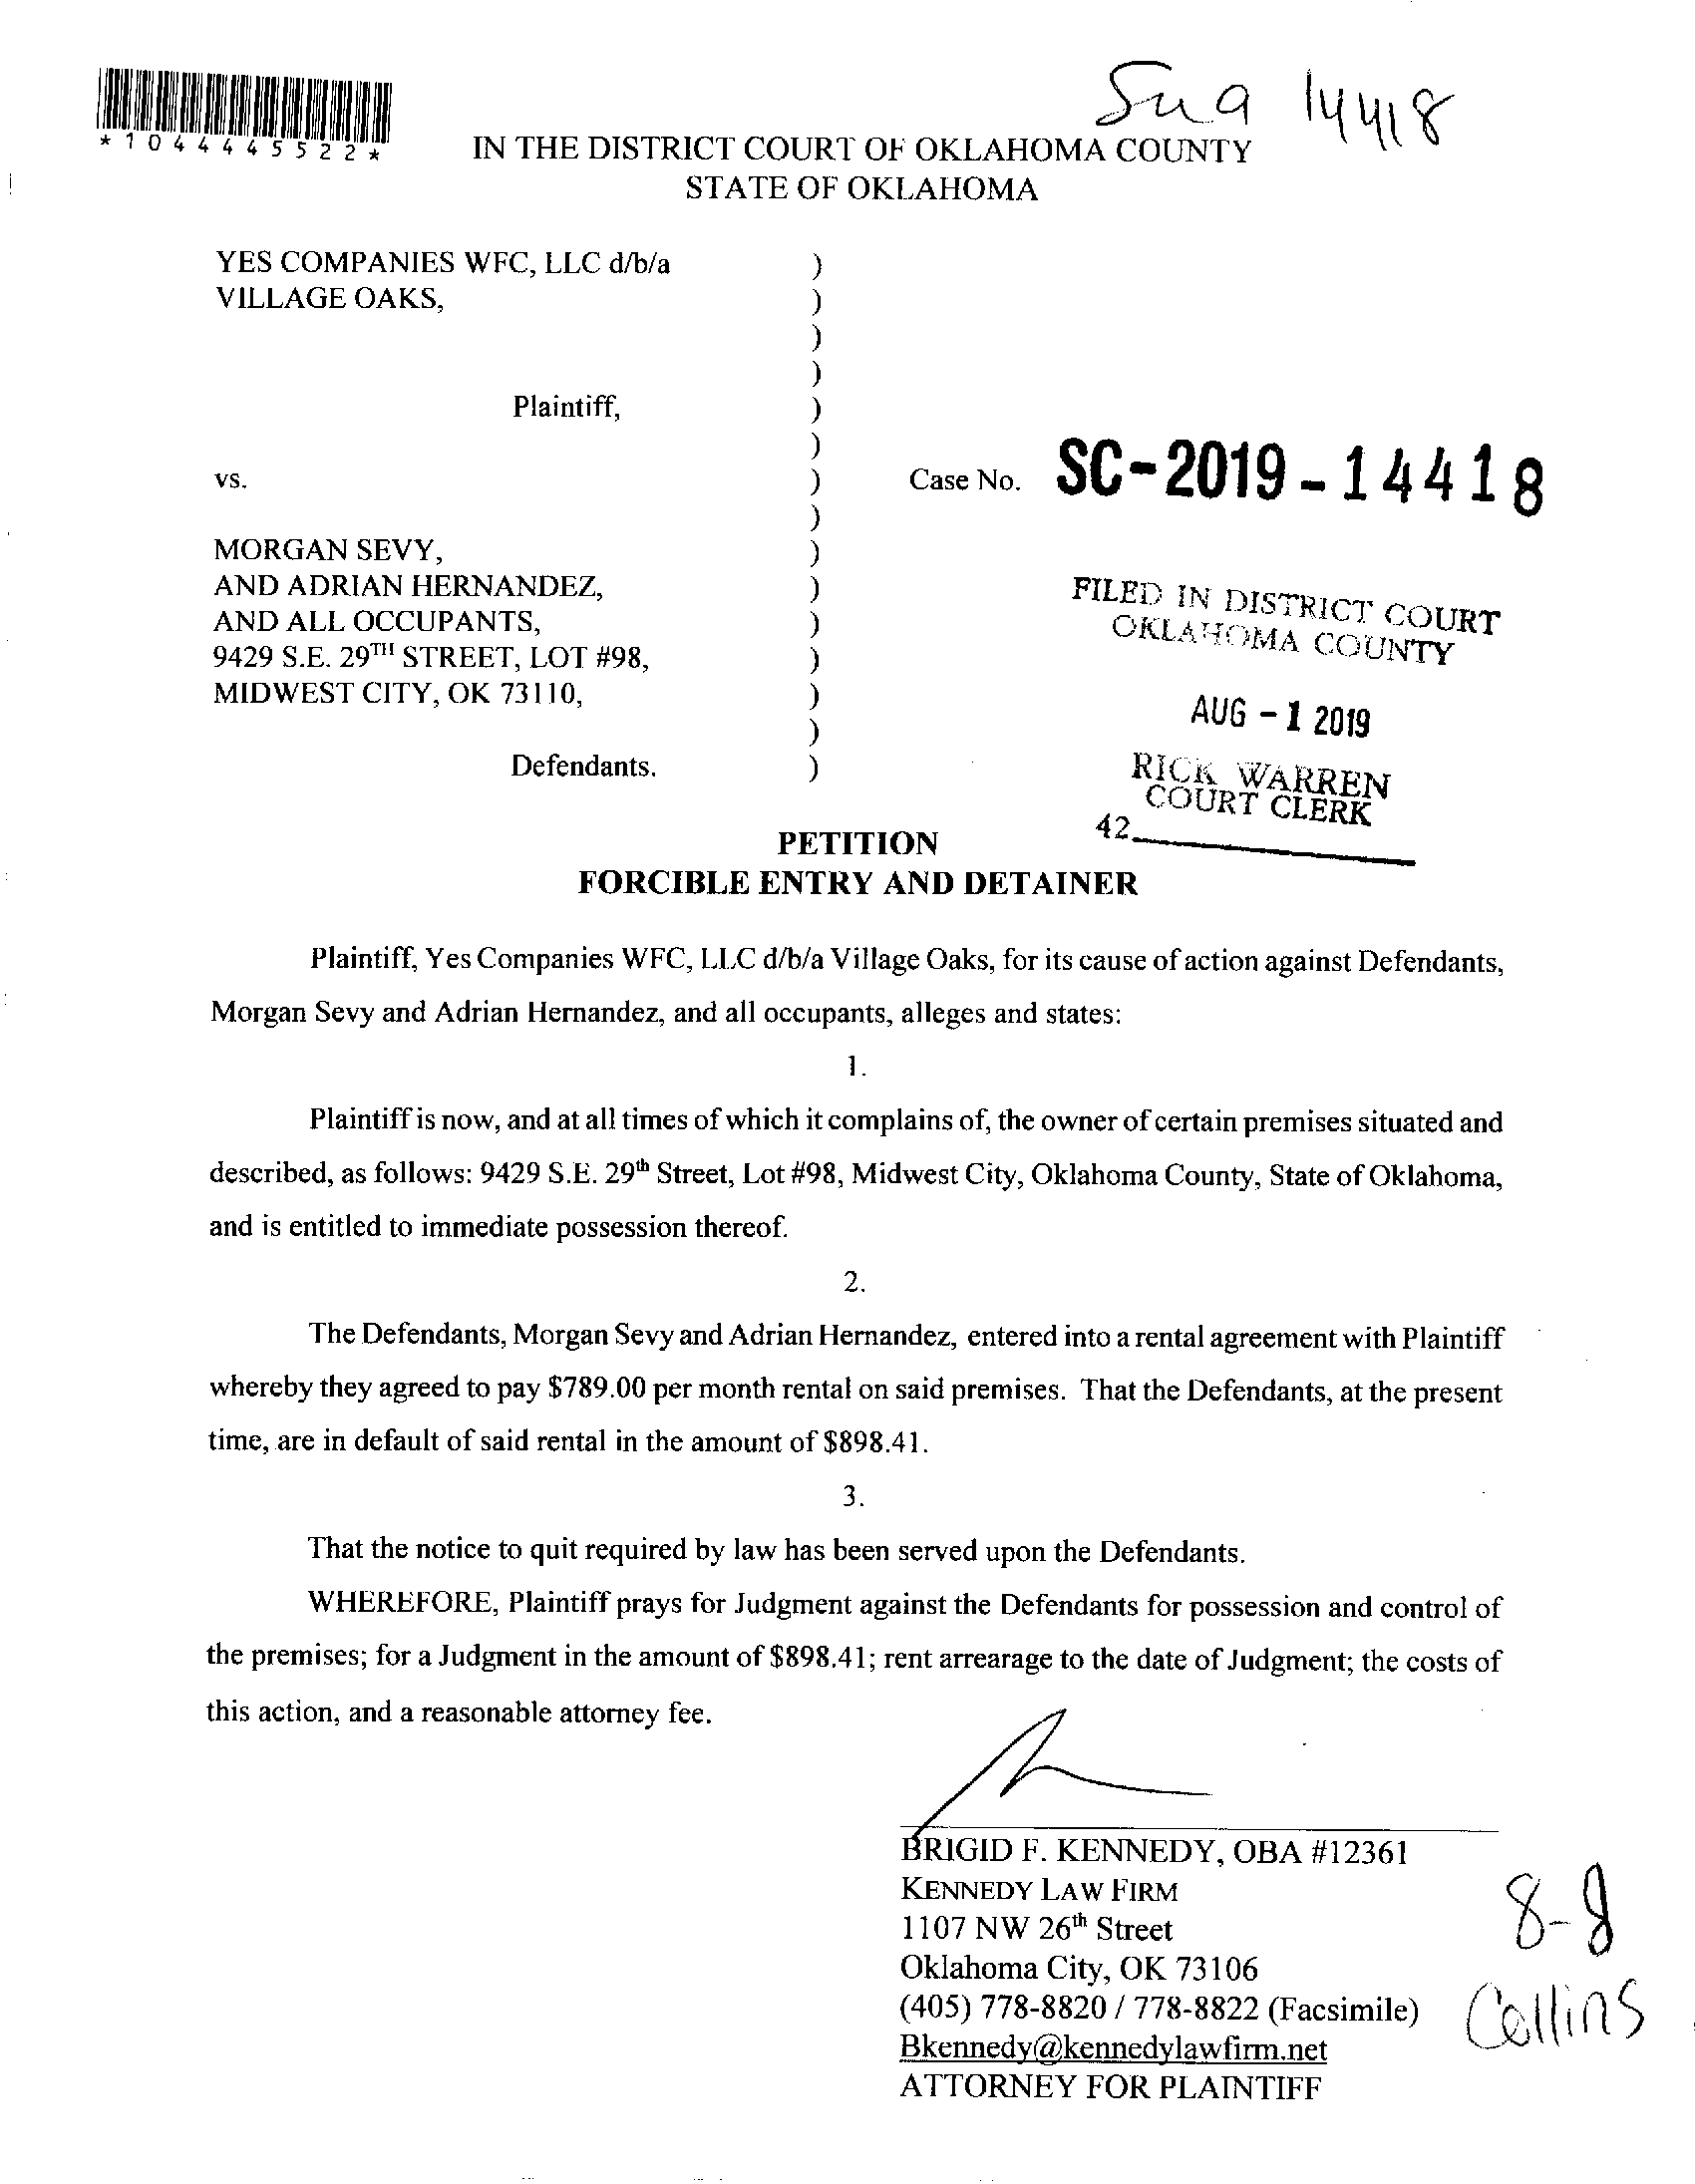 14418
*1044445522*
IN THE DISTRICT COURT OF OKLAHOMA COUNTY
STATE OF OKLAHOMA
YES COMPANIES WFC, LLC d/b/a )
VILLAGE OAKS, )
)
)
Plaintiff, )
)
vs. ) Case No. SC-2019-14418
)
MORGAN SEVY, )
AND ADRIAN HERNANDEZ, )
AND ALL OCCUPANTS, )
9429 S.E. 29TH STREET, LOT #98, )
MIDWEST CITY, OK 73110, )
)
Defendants. )
FILED IN DISTRICT COURT
OKLAHOMA COUNTY
AUG - 1 2019
RICK WARREN
COURT CLERK
42
PETITION
FORCIBLE ENTRY AND DETAINER
Plaintiff, Yes Companies WFC, LLC d/b/a Village Oaks, for its cause of action against Defendants,
Morgan Sevy and Adrian Hernandez, and all occupants, alleges and states:
1.
Plaintiff is now, and at all times of which it complains of, the owner of certain premises situated and
described, as follows: 9429 S.E. 29th Street, Lot #98, Midwest City, Oklahoma County, State of Oklahoma,
and is entitled to immediate possession thereof.
2.
The Defendants, Morgan Sevy and Adrian Hernandez, entered into a rental agreement with Plaintiff
whereby they agreed to pay $789.00 per month rental on said premises. That the Defendants, at the present
time, are in default of said rental in the amount of $898.41.
3.
That the notice to quit required by law has been served upon the Defendants.
WHEREFORE, Plaintiff prays for Judgment against the Defendants for possession and control of
the premises; for a Judgment in the amount of $898.41; rent arrearage to the date of Judgment; the costs of
this action, and a reasonable attorney fee.
BRIGID F. KENNEDY, OBA #12361
KENNEDY LAW FIRM
1107 NW 26th Street
Oklahoma City, OK 73106
(405) 778-8820 / 778-8822 (Facsimile)
Bkennedy@kennedylawfirm.net
ATTORNEY FOR PLAINTIFF
Collins